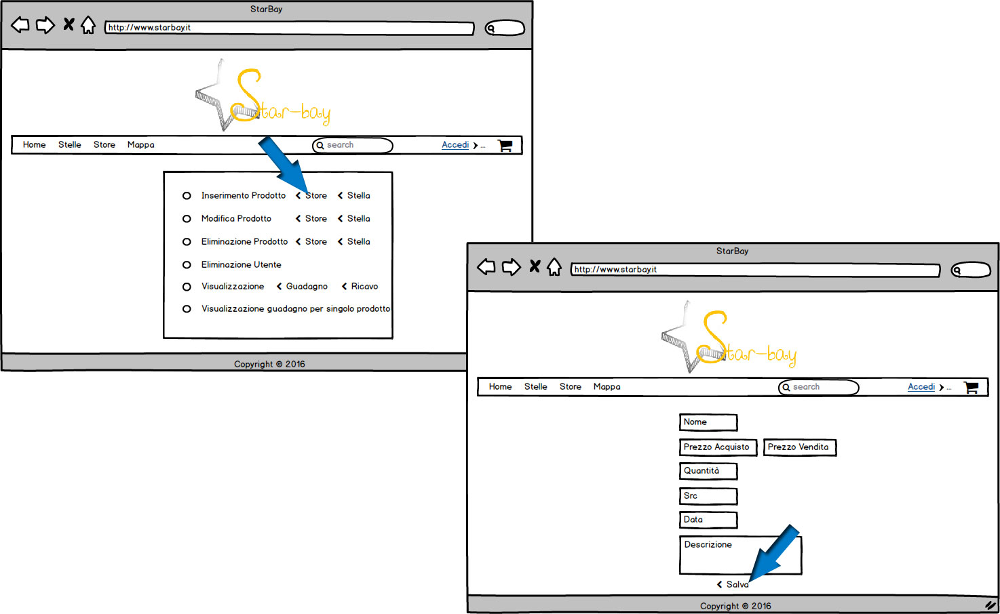 StarBay
http://www.starbay.it
Star-bay
Home Stelle Store Mappa search Accedi ...
Inserimento Prodotto Store Stella
Modifica Prodotto Store Stella
Eliminazione Prodotto Store Stella
Eliminazione Utente
Visualizzazione Guadagno Ricavo
Visualizzazione guadagno per singolo prodotto
Copyright © 2016
StarBay
http://www.starbay.it
Star-bay
Home Stelle Store Mappa search Accedi ...
Nome
Prezzo Acquisto Prezzo Vendita
Quantità
Src
Data
Descrizione
Salva
Copyright © 2016